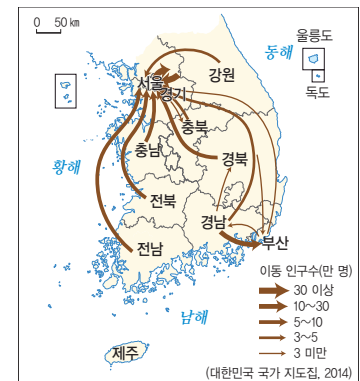 0 50 km
울릉도
동해
독도
강원
서울
경기
충북
충남
황해
경북
전북
경남
부산
전남
이동 인구수(만 명)
30 이상
10~30
남해
5~10
3~5
3 미만
제주
(대한민국 국가 지도집, 2014)